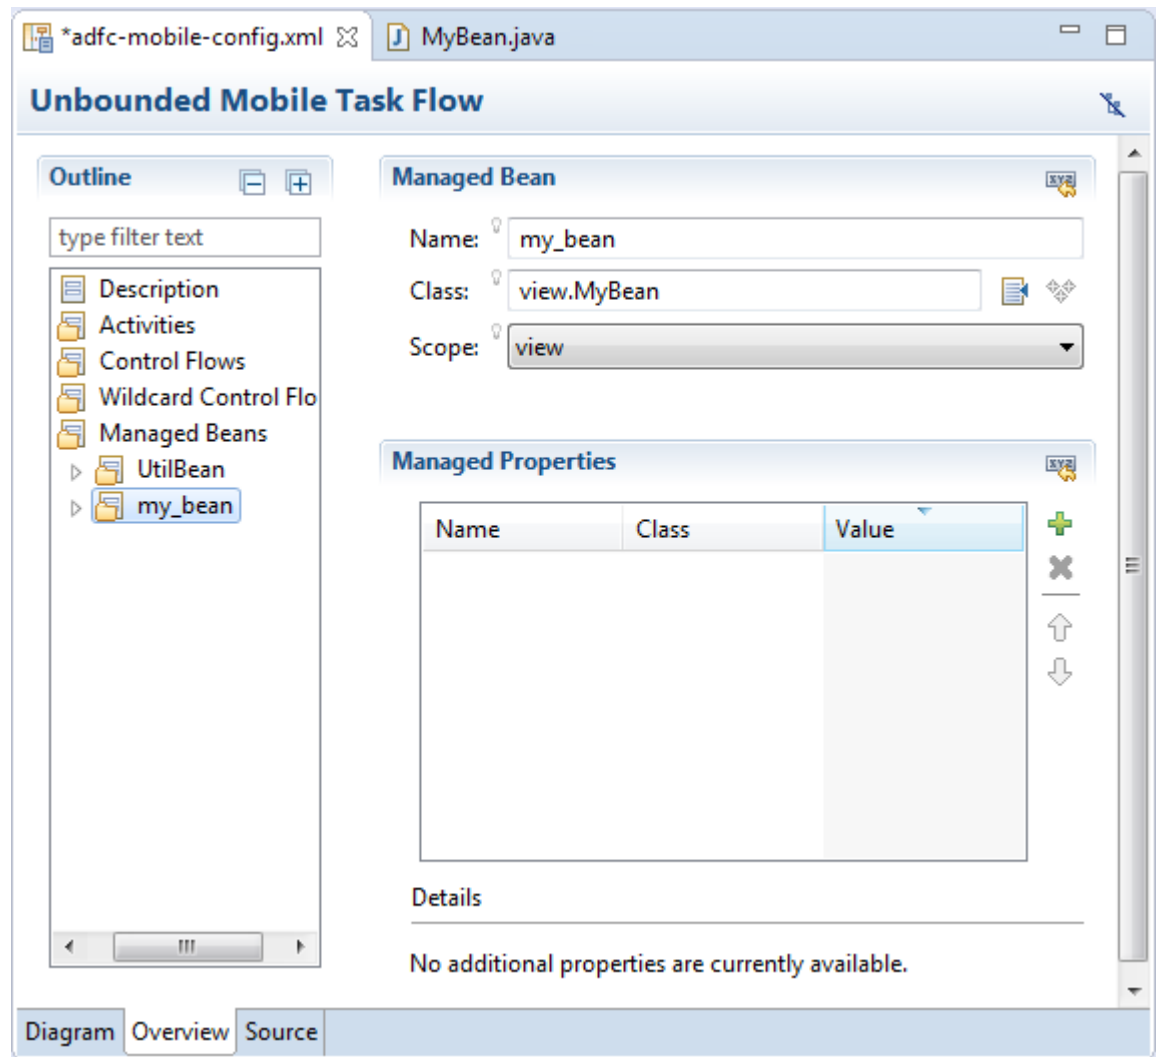 *adfc-mobile-config.xml MyBean.java
Unbounded Mobile Task Flow
Outline
type filter text
Description
Activities
Control Flows
Wildcard Control Flo
Managed Beans
UtilBean
my_bean
Managed Bean
Name: my_bean
Class: view.MyBean
Scope: view
Managed Properties
Name Class Value
Details
No additional properties are currently available.
Diagram Overview Source